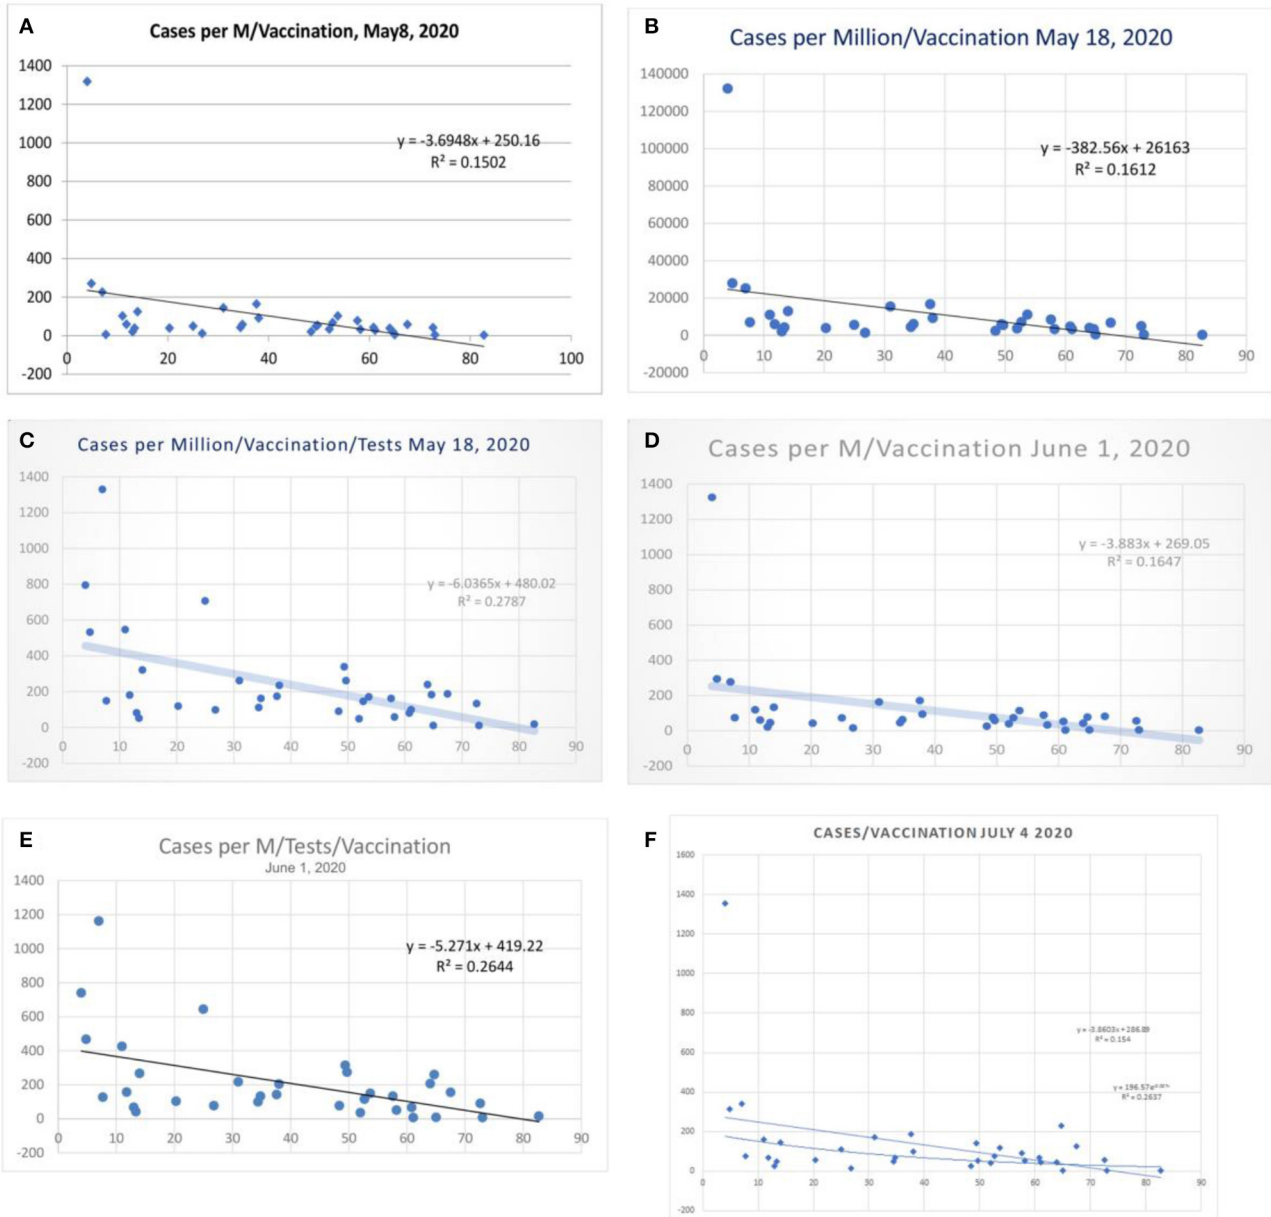 A
Cases per M/Vaccination, May8, 2020
1400
1200
1000
800
600
400
200
0
-200
0 20 40 60 80 100
y = -3.6948x + 250.16
R² = 0.1502
B
Cases per Million/Vaccination May 18, 2020
140000
120000
100000
80000
60000
40000
20000
0
-20000
0 10 20 30 40 50 60 70 80 90
y = -382.56x + 26163
R² = 0.1612
C
Cases per Million/Vaccination/Tests May 18, 2020
1400
1200
1000
800
600
400
200
0
-200
0 10 20 30 40 50 60 70 80 90
y = -6.0365x + 480.02
R² = 0.2787
D
Cases per M/Vaccination June 1, 2020
1400
1200
1000
800
600
400
200
0
-200
0 10 20 30 40 50 60 70 80 90
y = -3.883x + 269.05
R² = 0.1647
E
Cases per M/Tests/Vaccination
June 1, 2020
1400
1200
1000
800
600
400
200
0
-200
0 10 20 30 40 50 60 70 80 90
y = -5.271x + 419.22
R² = 0.2644
F
CASES/VACCINATION JULY 4 2020
1600
1400
1200
1000
800
600
400
200
0
-200
0 10 20 30 40 50 60 70 80 90
y = -3.8603x + 286.89
R² = 0.154
R² = 0.2637